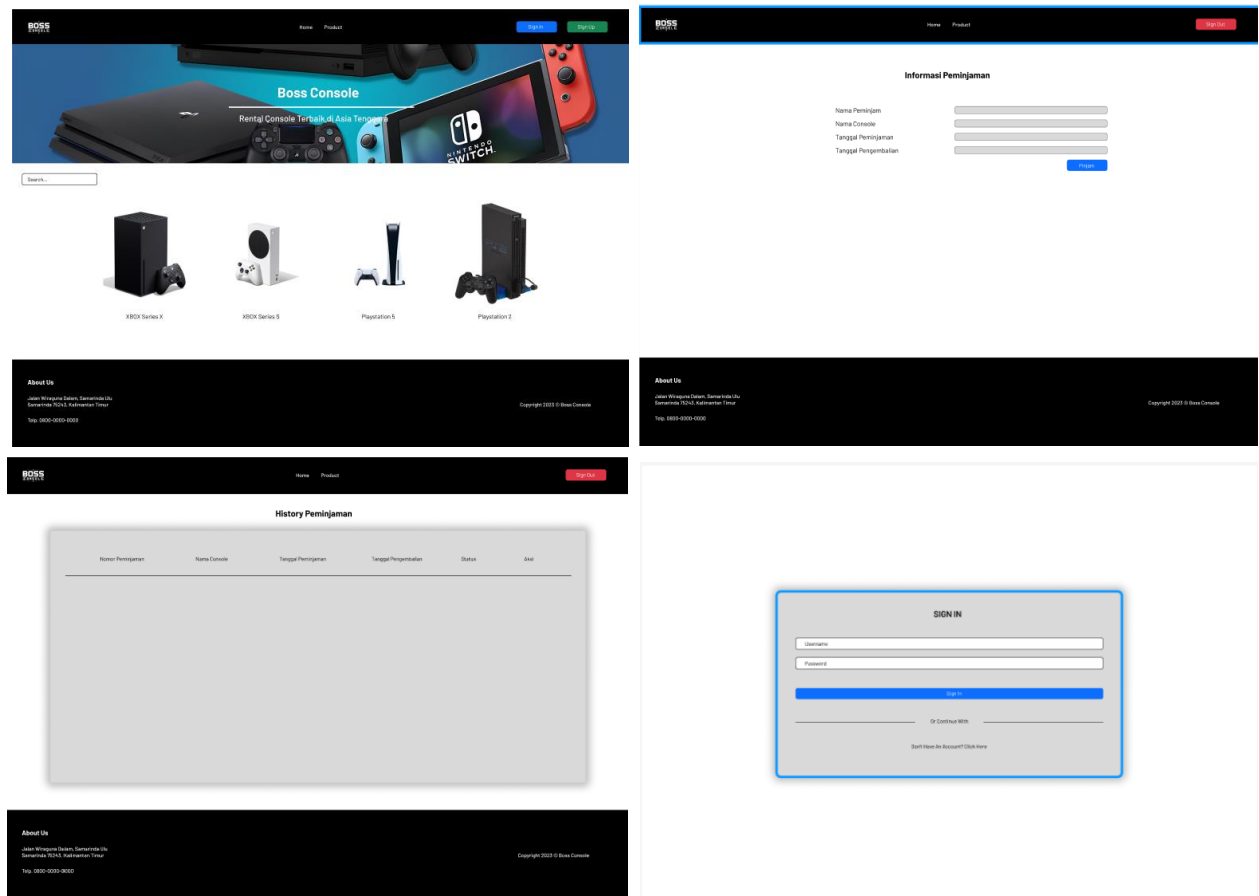 BOSS
CONSOLE
Home Product
Sign In Sign Up
Boss Console
Rental Console Terbaik di Asia Tenggara
NINTENDO
SWITCH.
Search...
XBOX Series X
XBOX Series S
Playstation 5
Playstation 2
About Us
Jalan Wiraguna Dalam, Samarinda Ulu
Samarinda 75243, Kalimantan Timur
Telp. 0800-0000-0000
Copyright 2023 © Boss Console
BOSS
CONSOLE
Home Product
Sign Out
Informasi Peminjaman
Nama Peminjam
Nama Console
Tanggal Peminjaman
Tanggal Pengembalian
Pinjam
About Us
Jalan Wiraguna Dalam, Samarinda Ulu
Samarinda 75243, Kalimantan Timur
Telp. 0800-0000-0000
Copyright 2023 © Boss Console
BOSS
CONSOLE
Home Product
Sign Out
History Peminjaman
Nomor Peminjaman Nama Console Tanggal Peminjaman Tanggal Pengembalian Status Aksi
About Us
Jalan Wiraguna Dalam, Samarinda Ulu
Samarinda 75243, Kalimantan Timur
Telp. 0800-0000-0000
Copyright 2023 © Boss Console
SIGN IN
Username
Password
Sign In
Or Continue With
Don't Have An Account? Click Here